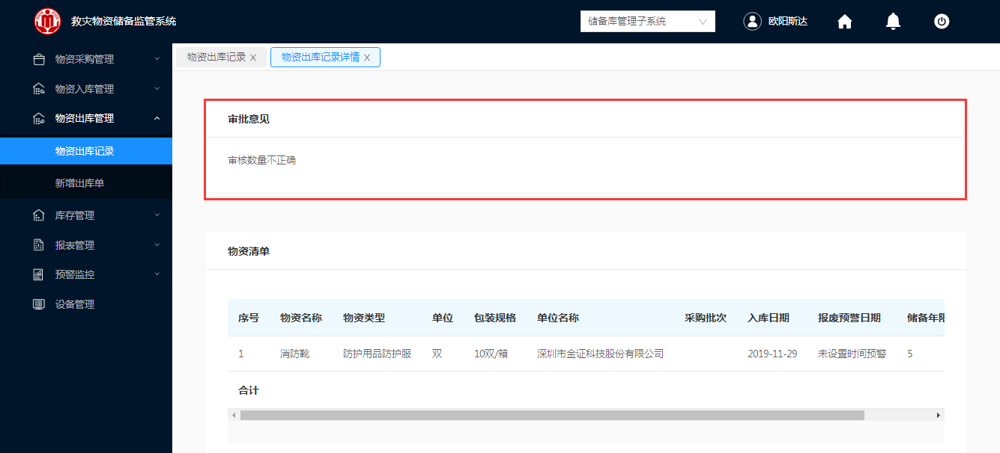 救灾物资储备监管系统
储备库管理子系统
欧阳斯达
物资采购管理
物资入库管理
物资出库管理
物资出库记录
新增出库单
库存管理
报表管理
预警监控
设备管理
物资出库记录 X
物资出库记录详情 X
审批意见
审核数量不正确
物资清单
序号 物资名称 物资类型 单位 包装规格 单位名称 采购批次 入库日期 报废预警日期 储备年限
1 消防靴 防护用品防护服 双 10双/箱 深圳市金证科技股份有限公司 2019-11-29 未设置时间预警 5
合计